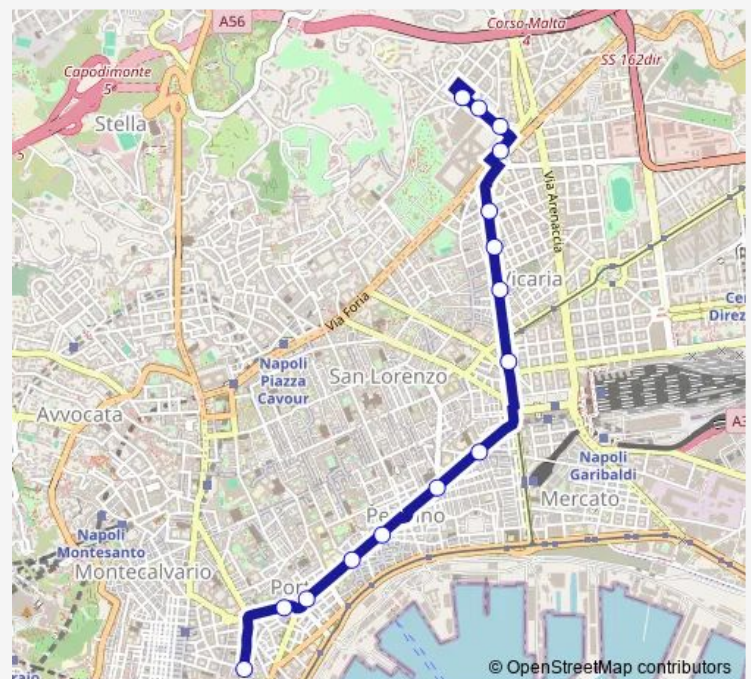 A56
Corso Malta
4
SS 162dir
Capodimonte
5
Stella
5
Via Arenaccia
Vicaria
Via Foria
Napoli
Piazza
Cavour
San Lorenzo
Avvocata
Napoli
Garibaldi
Mercato
Napoli
Montesanto
Montecalvario
© OpenStreetMap contributors